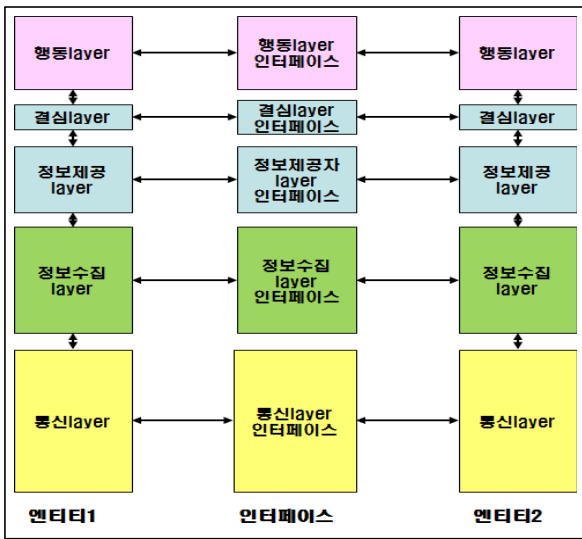 행동layer
행동layer
인터페이스
행동layer
결심layer
결심layer
인터페이스
결심layer
정보제공
layer
정보제공자
layer
인터페이스
정보제공
layer
정보수집
layer
정보수집
layer
인터페이스
정보수집
layer
통신layer
통신layer
인터페이스
통신layer
엔티티1
인터페이스
엔티티2